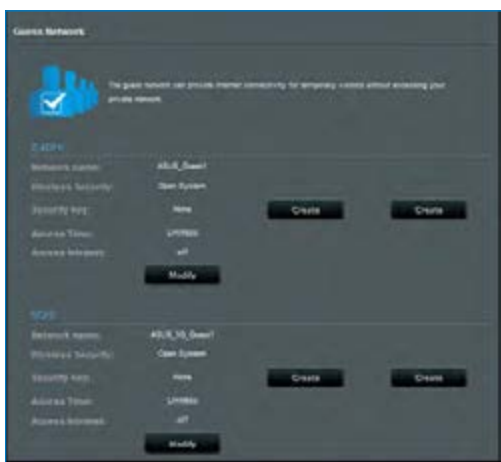 Guest Network
The guest network can provide Internet connectivity for temporary visitors without accessing your
private network.
2.4GHz
Network name: ASUS_Guest1
Wireless Security: Open System
Security key: None Create Create
Access Time: Limitless
Access Intranet: off
Modify
5GHz
Network name: ASUS_5G_Guest1
Wireless Security: Open System
Security key: None Create Create
Access Time: Limitless
Access Intranet: off
Modify